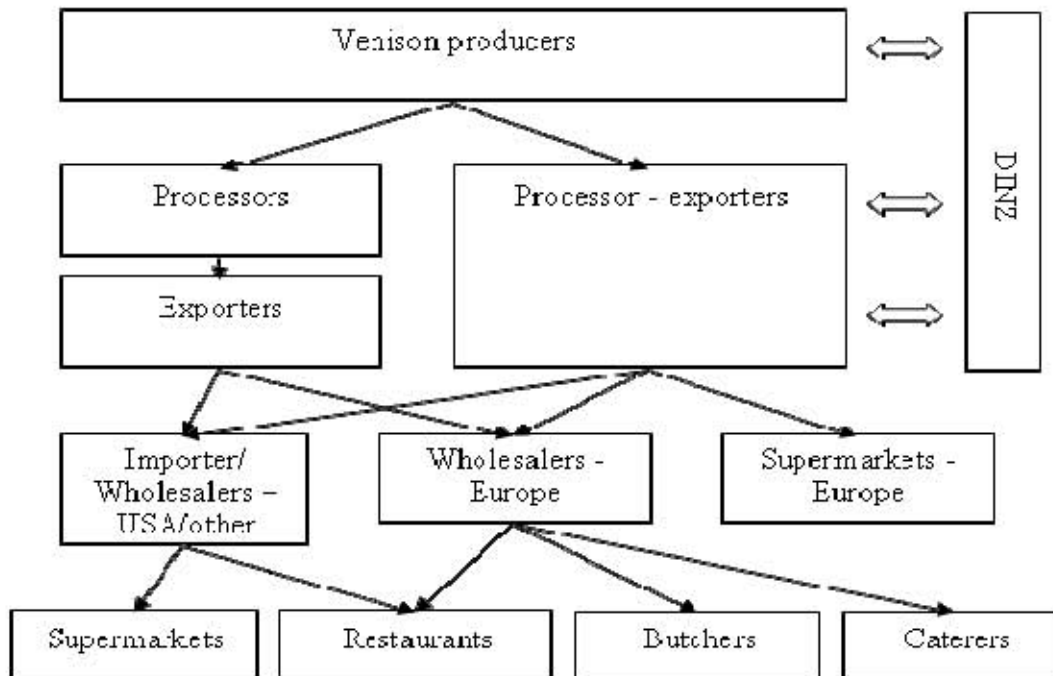 Venison producers
DINZ
Processors
Processor - exporters
Exporters
Importer/
Wholesalers –
USA/other
Wholesalers -
Europe
Supermarkets -
Europe
Supermarkets
Restaurants
Butchers
Caterers